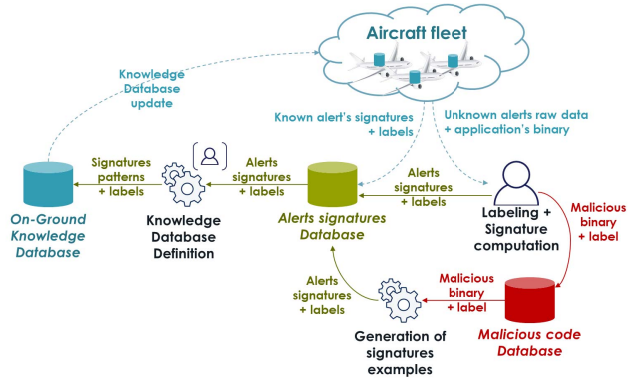 Aircraft fleet
Knowledge
Database
update
Known alert's signatures
+ labels
Unknown alerts raw data
+ application's binary
Signatures
patterns
+ labels
Alerts
signatures
+ labels
Alerts
signatures
+ labels
On-Ground
Knowledge
Database
Knowledge
Database
Definition
Alerts signatures
Database
Labeling +
Signature
computation
Malicious
binary
+ label
Alerts
signatures
+ labels
Malicious
binary
+ label
Generation of
signatures
examples
Malicious code
Database